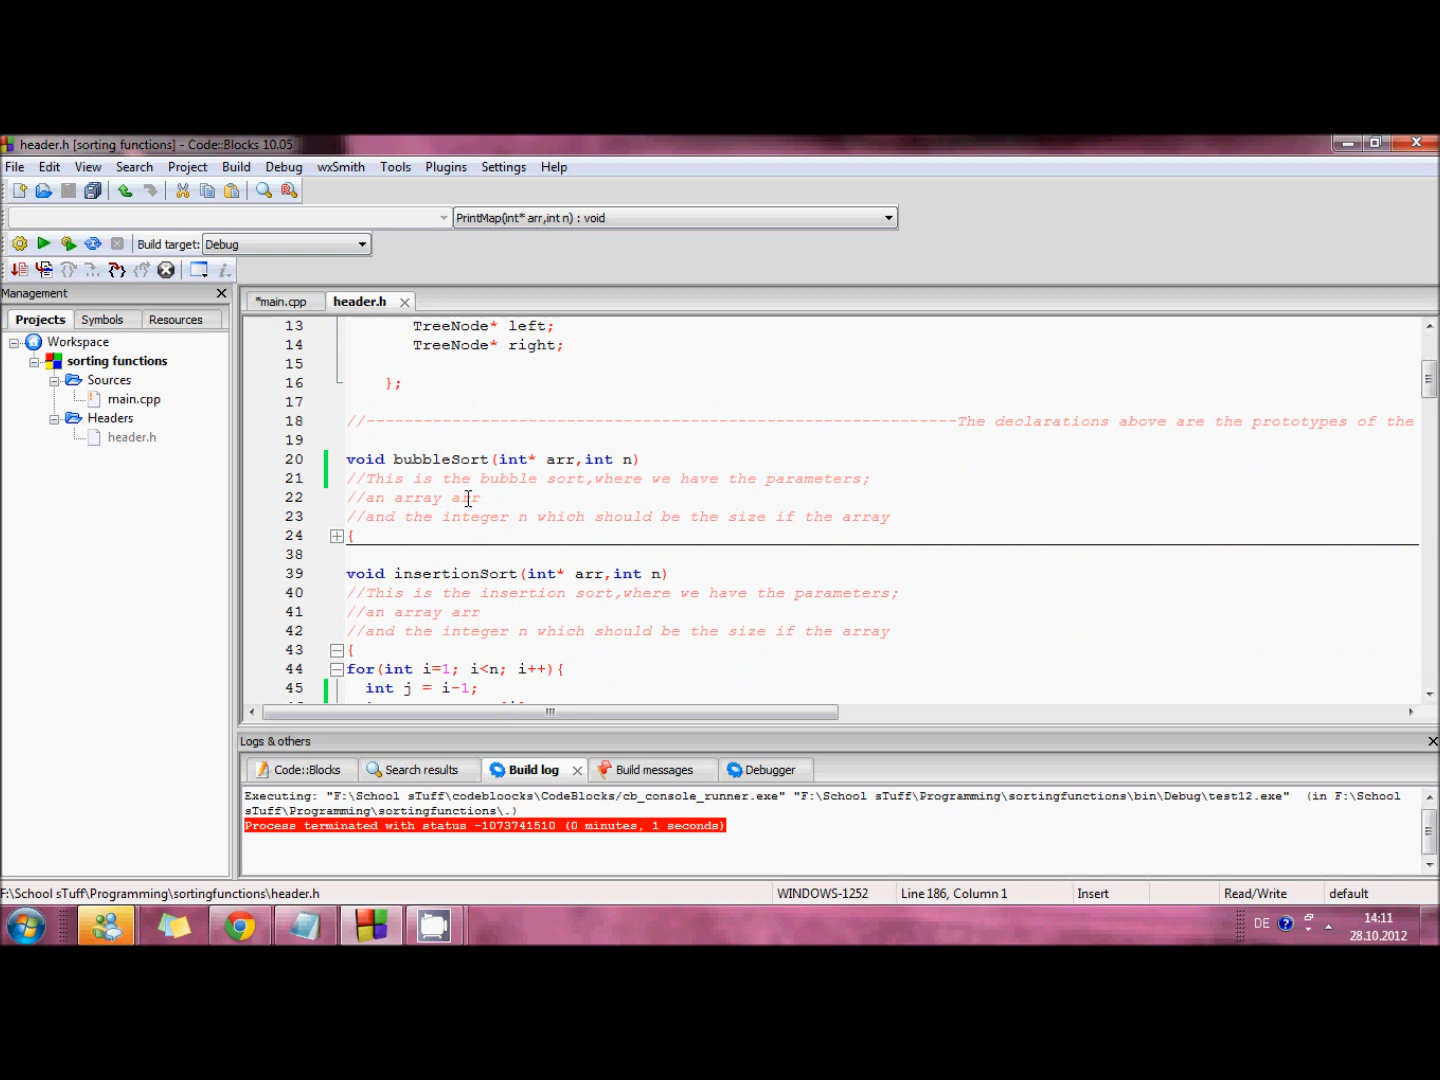 header.h [sorting functions] - Code::Blocks 10.05
File Edit View Search Project Build Debug wxSmith Tools Plugins Settings Help
PrintMap(int* arr,int n) : void
Build target: Debug
Management
*main.cpp header.h
Projects Symbols Resources
Workspace
sorting functions
Sources
main.cpp
Headers
header.h
13 TreeNode* left;
14 TreeNode* right;
15
16 };
17
18 //--------------------------------------------------------------The declarations above are the prototypes of the
19
20 void bubbleSort(int* arr,int n)
21 //This is the bubble sort,where we have the parameters;
22 //an array arr
23 //and the integer n which should be the size if the array
24 {
38
39 void insertionSort(int* arr,int n)
40 //This is the insertion sort,where we have the parameters;
41 //an array arr
42 //and the integer n which should be the size if the array
43 {
44 for(int i=1; i<n; i++){
45 int j = i-1;
Logs & others
Code::Blocks Search results Build log Build messages Debugger
Executing: "F:\School sTuff\codebloocks\CodeBlocks/cb_console_runner.exe" "F:\School sTuff\Programming\sortingfunctions\bin\Debug\test12.exe" (in F:\School
sTuff\Programming\sortingfunctions\.)
Process terminated with status -1073741510 (0 minutes, 1 seconds)
F:\School sTuff\Programming\sortingfunctions\header.h WINDOWS-1252 Line 186, Column 1 Insert Read/Write default
DE 14:11
28.10.2012